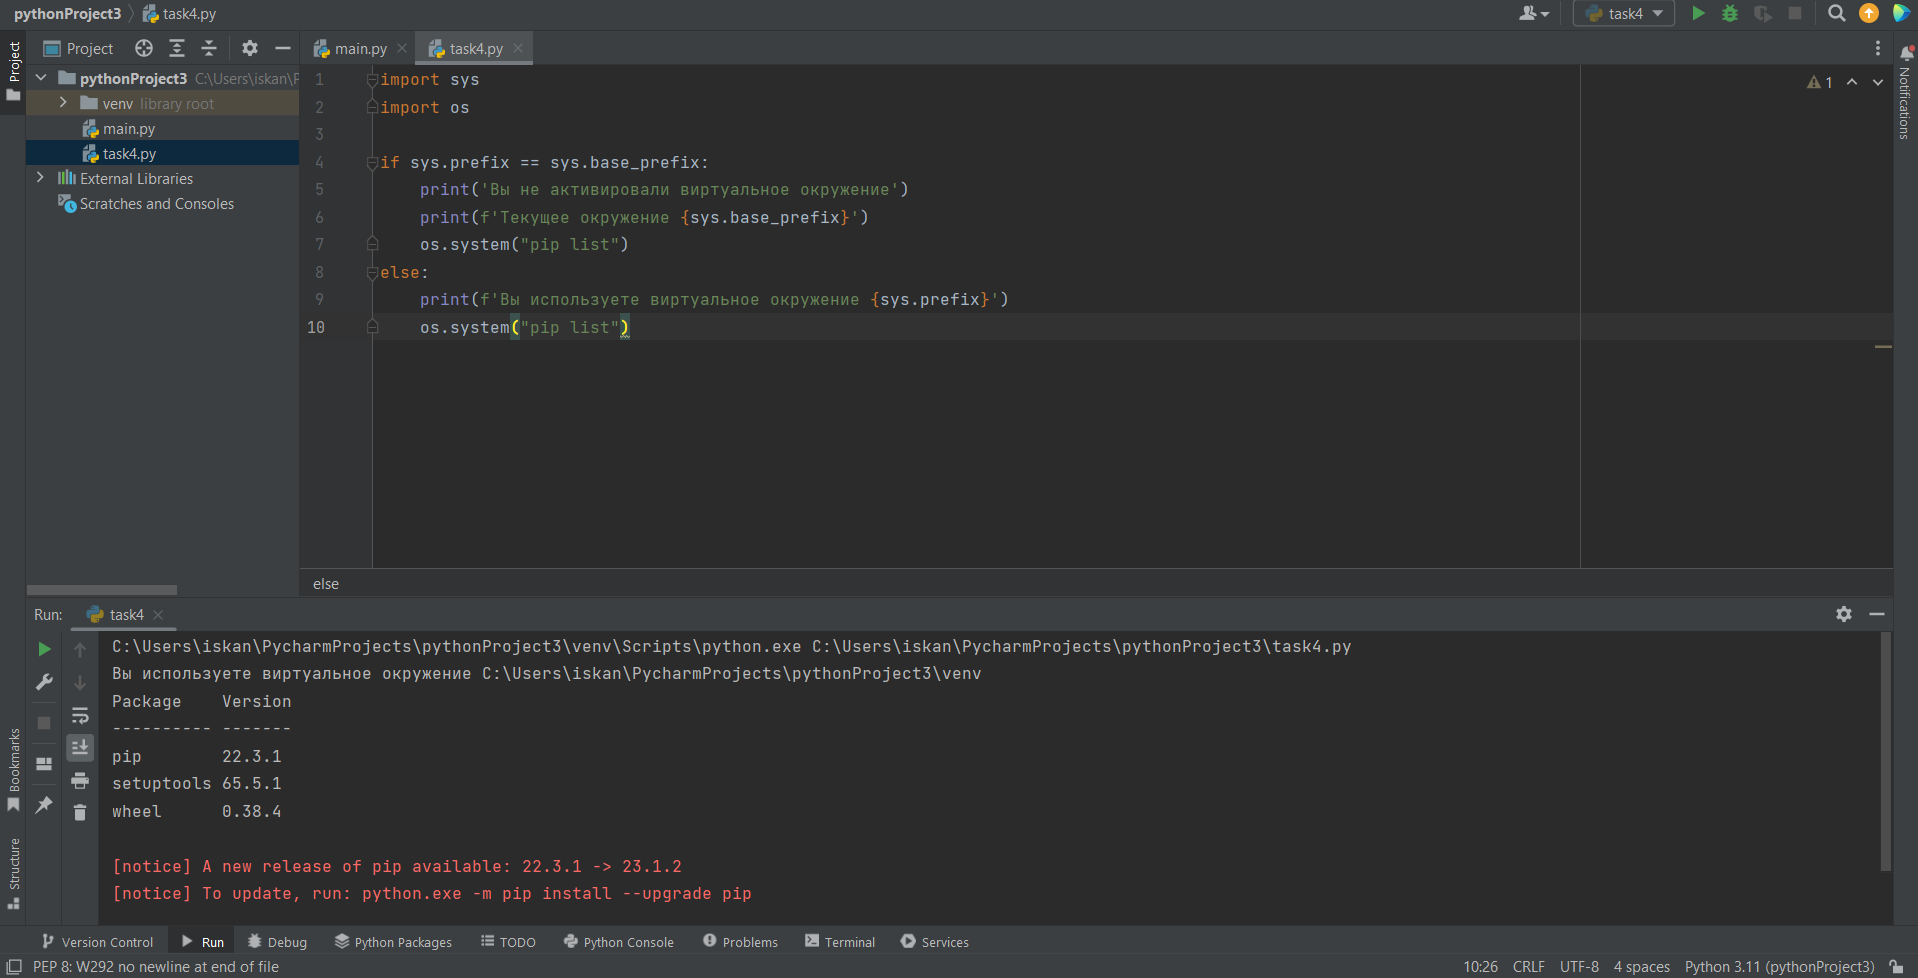 pythonProject3 task4.py
task4
Project
main.py
task4.py
pythonProject3 C:\Users\iskan\P
venv library root
main.py
task4.py
External Libraries
Scratches and Consoles
Project
Bookmarks
Structure
Notifications
1 import sys
2 import os
3
4 if sys.prefix == sys.base_prefix:
5 print('Вы не активировали виртуальное окружение')
6 print(f'Текущее окружение {sys.base_prefix}')
7 os.system("pip list")
8 else:
9 print(f'Вы используете виртуальное окружение {sys.prefix}')
10 os.system("pip list")
1
else
Run: task4
C:\Users\iskan\PycharmProjects\pythonProject3\venv\Scripts\python.exe C:\Users\iskan\PycharmProjects\pythonProject3\task4.py
Вы используете виртуальное окружение C:\Users\iskan\PycharmProjects\pythonProject3\venv
Package Version
---------- -------
pip 22.3.1
setuptools 65.5.1
wheel 0.38.4
[notice] A new release of pip available: 22.3.1 -> 23.1.2
[notice] To update, run: python.exe -m pip install --upgrade pip
Version Control Run Debug Python Packages TODO Python Console Problems Terminal Services
PEP 8: W292 no newline at end of file
10:26 CRLF UTF-8 4 spaces Python 3.11 (pythonProject3)